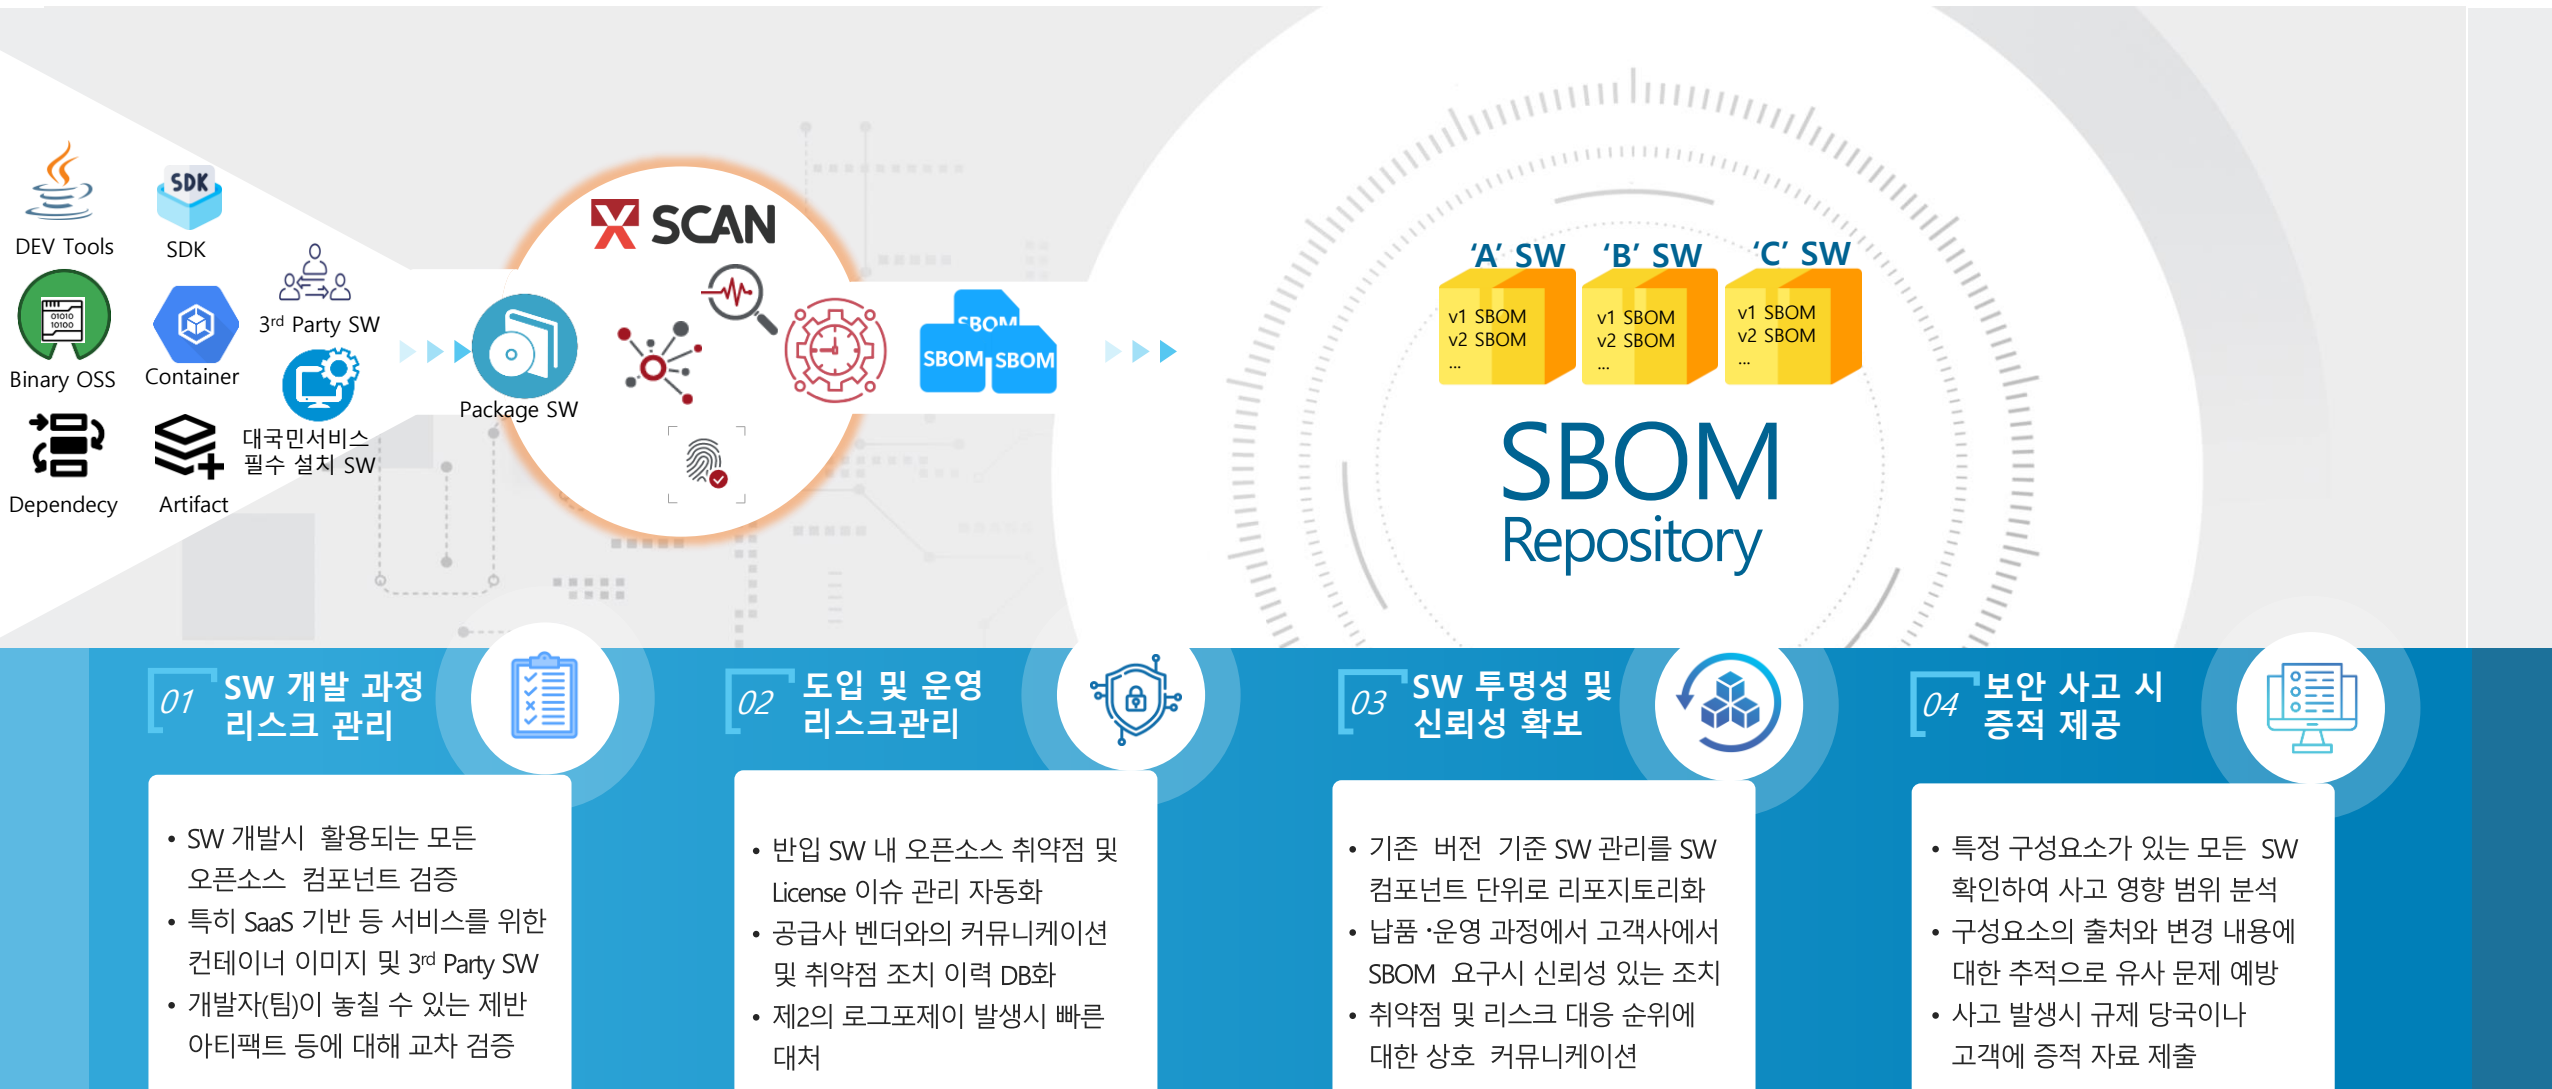 DEV Tools
SDK
SDK
3rd Party SW
01010
10100
Binary OSS
Container
대국민서비스
필수 설치 SW
Dependecy
Artifact
Package SW
X SCAN
SBOM
SBOM
SBOM
'A' SW
'B' SW
'C' SW
v1 SBOM
v2 SBOM
...
v1 SBOM
v2 SBOM
...
v1 SBOM
v2 SBOM
...
SBOM
Repository
01
SW 개발 과정
리스크 관리
• SW 개발시 활용되는 모든
오픈소스 컴포넌트 검증
• 특히 SaaS 기반 등 서비스를 위한
컨테이너 이미지 및 3rd Party SW
• 개발자(팀)이 놓칠 수 있는 제반
아티팩트 등에 대해 교차 검증
02
도입 및 운영
리스크관리
• 반입 SW 내 오픈소스 취약점 및
License 이슈 관리 자동화
• 공급사 벤더와의 커뮤니케이션
및 취약점 조치 이력 DB화
• 제2의 로그포제이 발생시 빠른
대처
03
SW 투명성 및
신뢰성 확보
• 기존 버전 기준 SW 관리를 SW
컴포넌트 단위로 리포지토리화
• 납품 ·운영 과정에서 고객사에서
SBOM 요구시 신뢰성 있는 조치
• 취약점 및 리스크 대응 순위에
대한 상호 커뮤니케이션
04
보안 사고 시
증적 제공
• 특정 구성요소가 있는 모든 SW
확인하여 사고 영향 범위 분석
• 구성요소의 출처와 변경 내용에
대한 추적으로 유사 문제 예방
• 사고 발생시 규제 당국이나
고객에 증적 자료 제출